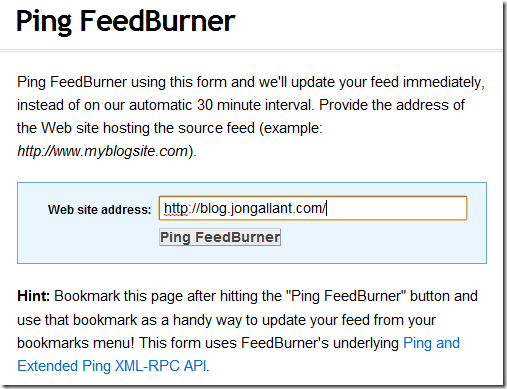 Ping FeedBurner
Ping FeedBurner using this form and we'll update your feed immediately,
instead of on our automatic 30 minute interval. Provide the address of
the Web site hosting the source feed (example:
http://www.myblogsite.com).
Web site address: http://blog.jongallant.com/
Ping FeedBurner
Hint: Bookmark this page after hitting the "Ping FeedBurner" button and
use that bookmark as a handy way to update your feed from your
bookmarks menu! This form uses FeedBurner's underlying Ping and
Extended Ping XML-RPC API.